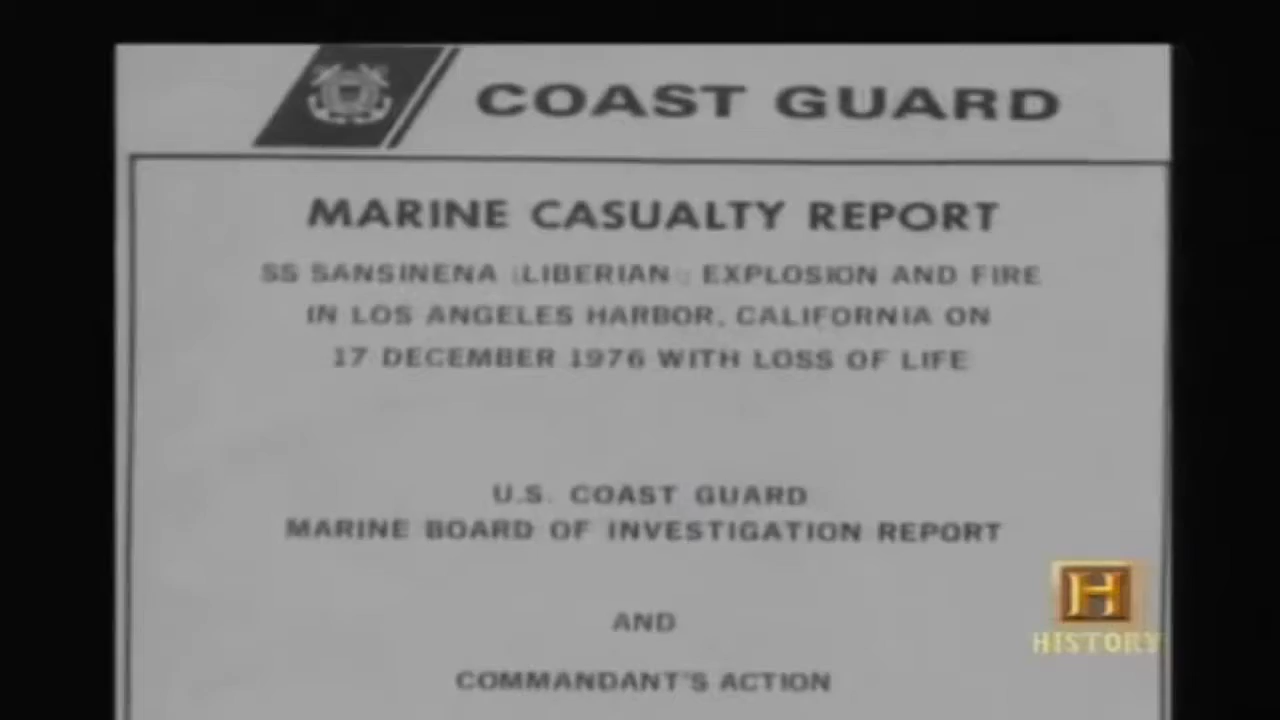 COAST GUARD
MARINE CASUALTY REPORT
SS SANSINENA (LIBERIAN): EXPLOSION AND FIRE
IN LOS ANGELES HARBOR, CALIFORNIA ON
17 DECEMBER 1976 WITH LOSS OF LIFE
U.S. COAST GUARD
MARINE BOARD OF INVESTIGATION REPORT
AND
COMMANDANT'S ACTION
H
HISTORY